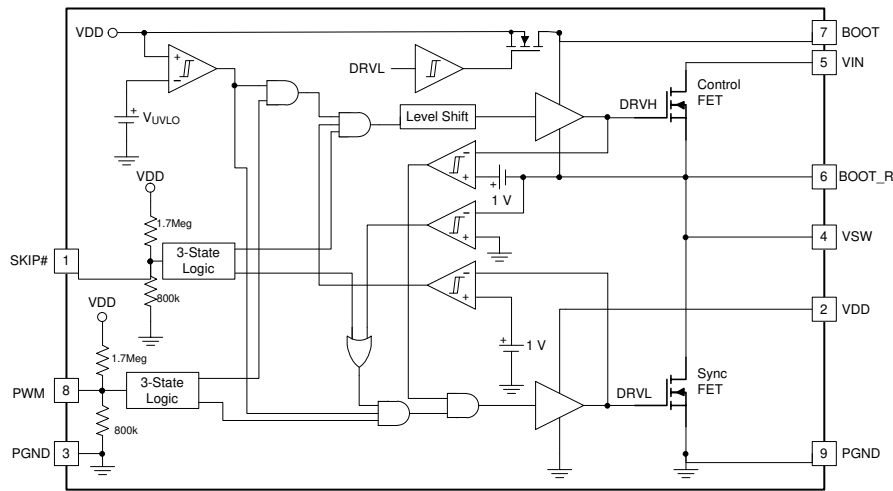 VDD
7
BOOT
DRVL
5
VIN
Control
FET
DRVH
Level Shift
+
−
+
VUVLO
VDD
−
+
+
1 V
6
BOOT_R
1.7Meg
−
+
SKIP#
1
3-State
Logic
4
VSW
800k
−
+
VDD
2
VDD
+
1 V
1.7Meg
Sync
FET
PWM
8
3-State
Logic
DRVL
800k
PGND
3
9
PGND